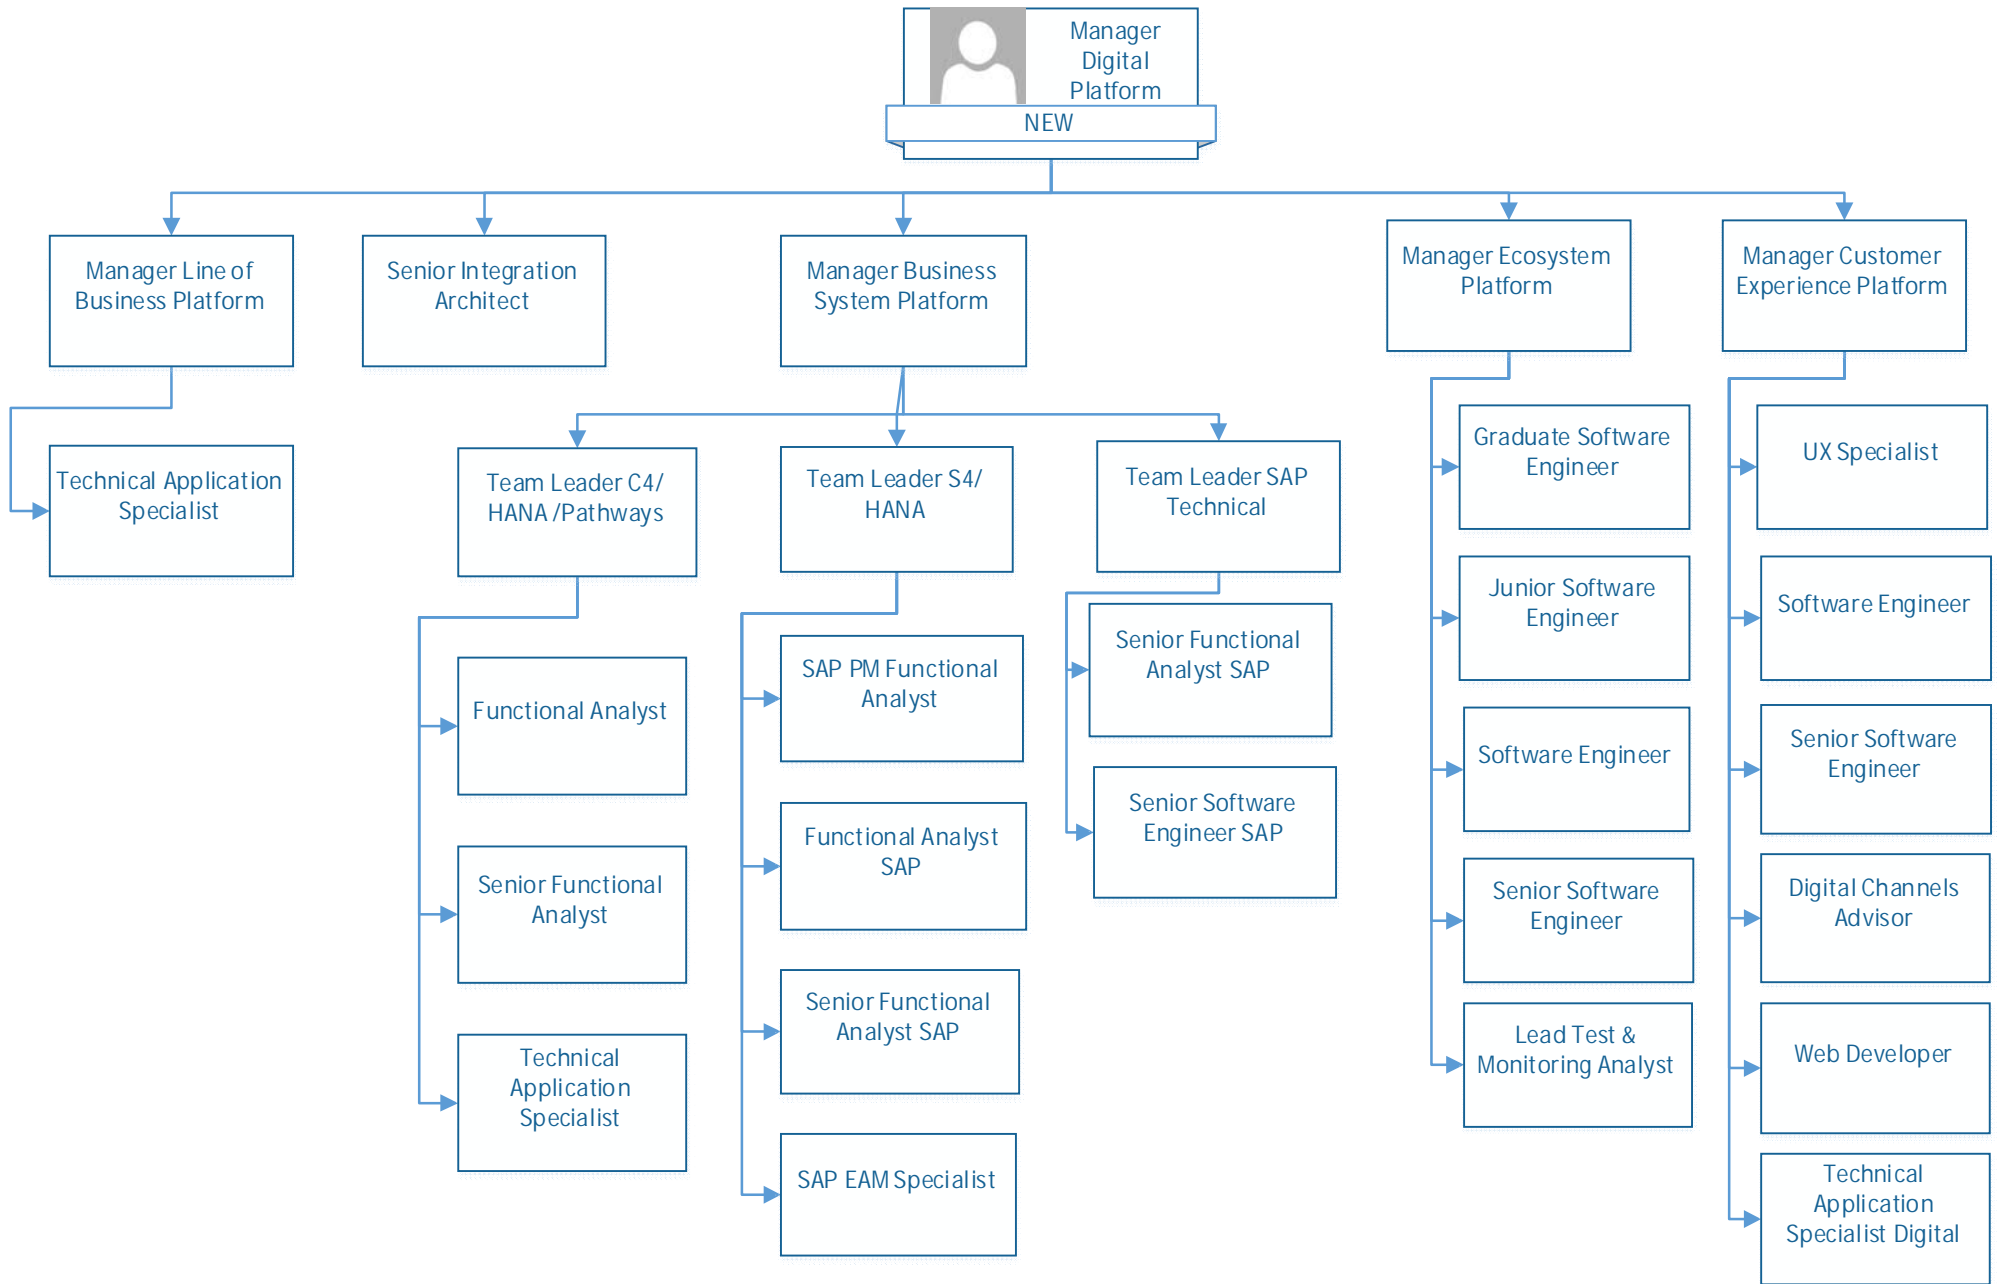 Manager
Digital
Platform
NEW
Manager Line of
Business Platform
Senior Integration
Architect
Manager Business
System Platform
Manager Ecosystem
Platform
Manager Customer
Experience Platform
Technical Application
Specialist
Team Leader C4/
HANA /Pathways
Team Leader S4/
HANA
Team Leader SAP
Technical
Functional Analyst
Senior Functional
Analyst
Technical
Application
Specialist
SAP PM Functional
Analyst
Functional Analyst
SAP
Senior Functional
Analyst SAP
SAP EAM Specialist
Senior Functional
Analyst SAP
Senior Software
Engineer SAP
Graduate Software
Engineer
Junior Software
Engineer
Software Engineer
Senior Software
Engineer
Lead Test &
Monitoring Analyst
UX Specialist
Software Engineer
Senior Software
Engineer
Digital Channels
Advisor
Web Developer
Technical
Application
Specialist Digital